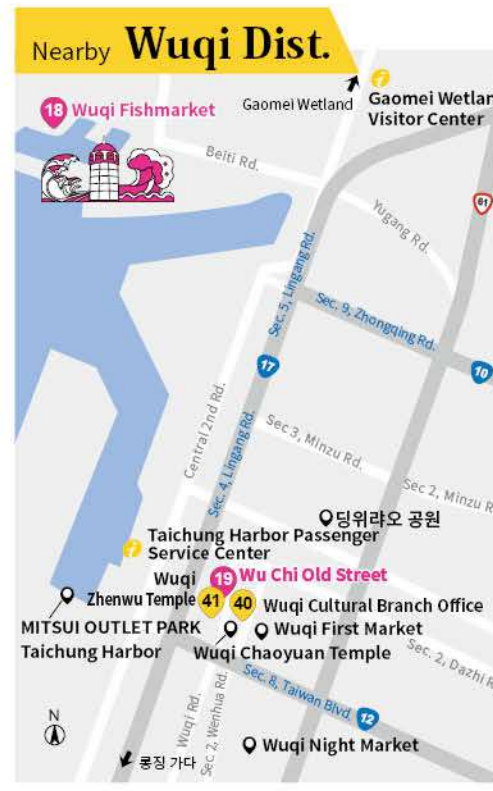 Nearby Wuqi Dist.
Gaomei Wetland
Gaomei Wetlan
Visitor Center
18 Wuqi Fishmarket
Beiti Rd.
Yugang Rd.
61
Sec. 5, Lingang Rd.
Sec. 9, Zhongqing Rd.
17
10
Central 2nd Rd.
Sec. 4, Lingang Rd.
Sec 3, Minzu Rd.
Sec 2, Minzu R
딩위랴오 공원
Taichung Harbor Passenger
Service Center
Wuqi
Zhenwu Temple
41
19 Wu Chi Old Street
40 Wuqi Cultural Branch Office
MITSUI OUTLET PARK
Taichung Harbor
Wuqi First Market
Wuqi Chaoyuan Temple
Sec. 2, Dazhi R
Sec. 8, Taiwan Blvd.
12
Wuqi Rd.
Sec. 2, Wenhua Rd.
Wuqi Night Market
N
룽징 가다